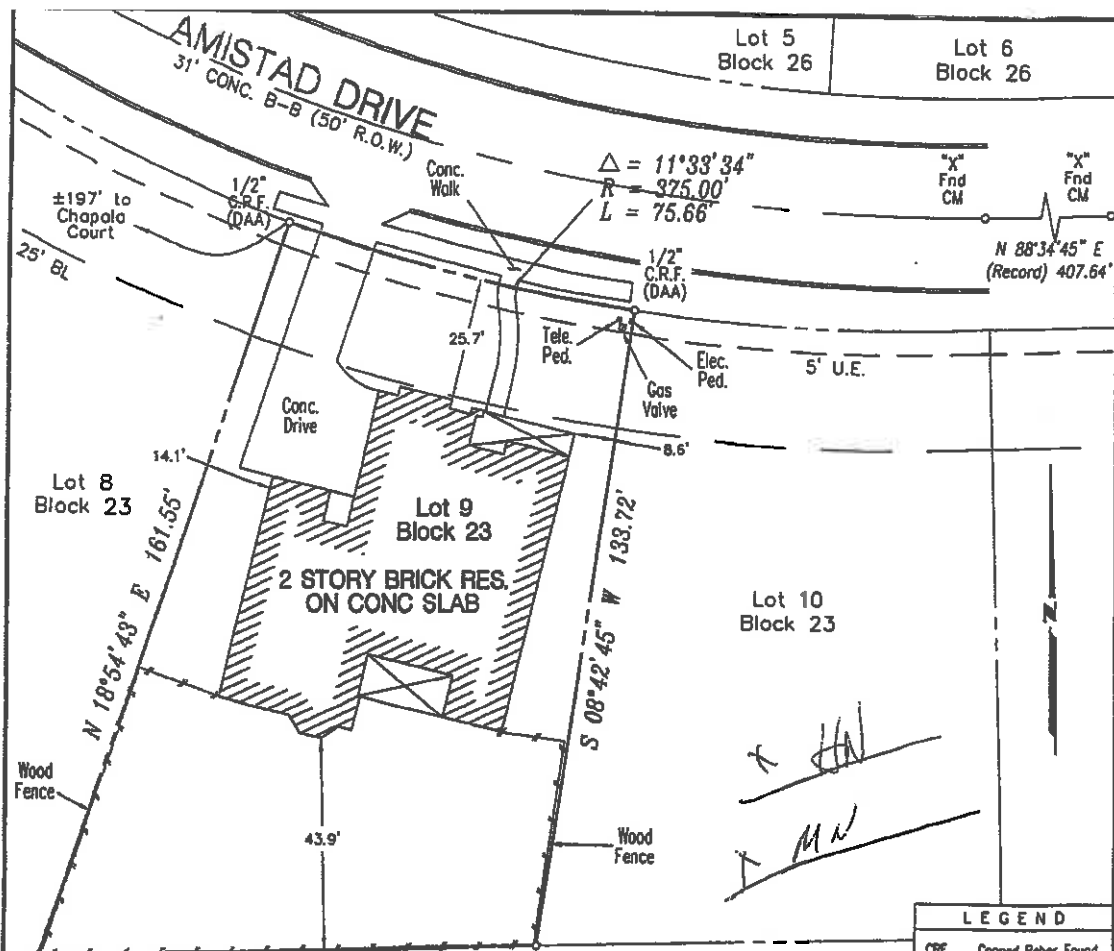 Lot 5
Block 26
Lot 6
Block 26
AMISTAD DRIVE
31' CONC. B-B (50' R.O.W.)
Conc.
Walk
△ = 11°33'34"
R = 375.00'
L = 75.66'
"X"
Fnd
CM
"X"
Fnd
CM
1/2"
C.R.F.
(DAA)
±197' to
Chapala
Court
N 88°34'45" E
(Record) 407.64'
25' BL
1/2"
C.R.F.
(DAA)
25.7'
Tele.
Ped.
Elec.
Ped.
Gas
Valve
5' U.E.
Conc.
Drive
8.6'
14.1'
Lot 8
Block 23
Lot 9
Block 23
2 STORY BRICK RES.
ON CONC SLAB
N 18°54'43" E 161.55'
S 08°42'45" W 133.72'
Lot 10
Block 23
N
X
X MN
Wood
Fence
43.9'
Wood
Fence
LEGEND
CRF Capped Rebar Found